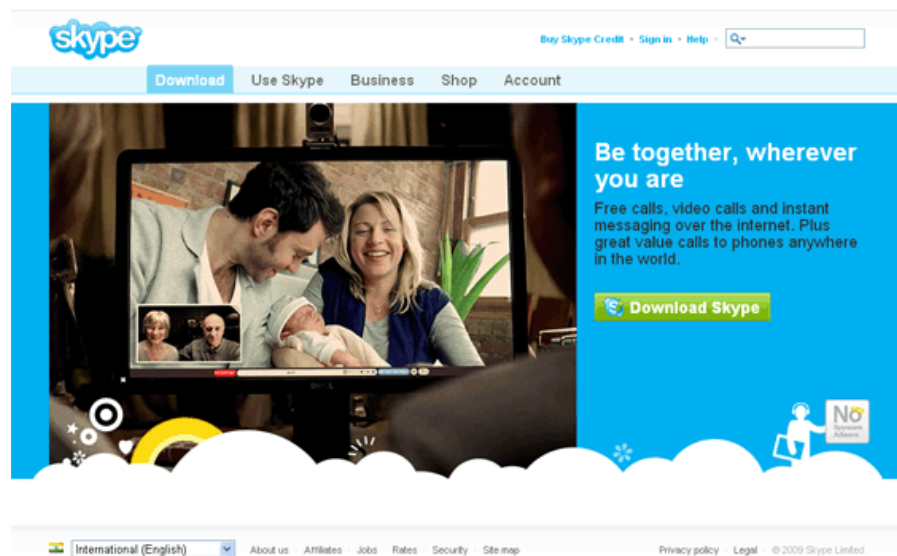 skype
Buy Skype Credit • Sign in • Help
Download Use Skype Business Shop Account
Be together, wherever
you are
Free calls, video calls and instant
messaging over the internet. Plus
great value calls to phones anywhere
in the world.
Download Skype
DELL
No
Spyware
Adware
International (English) About us Affiliates Jobs Rates Security Site map Privacy policy Legal © 2009 Skype Limited